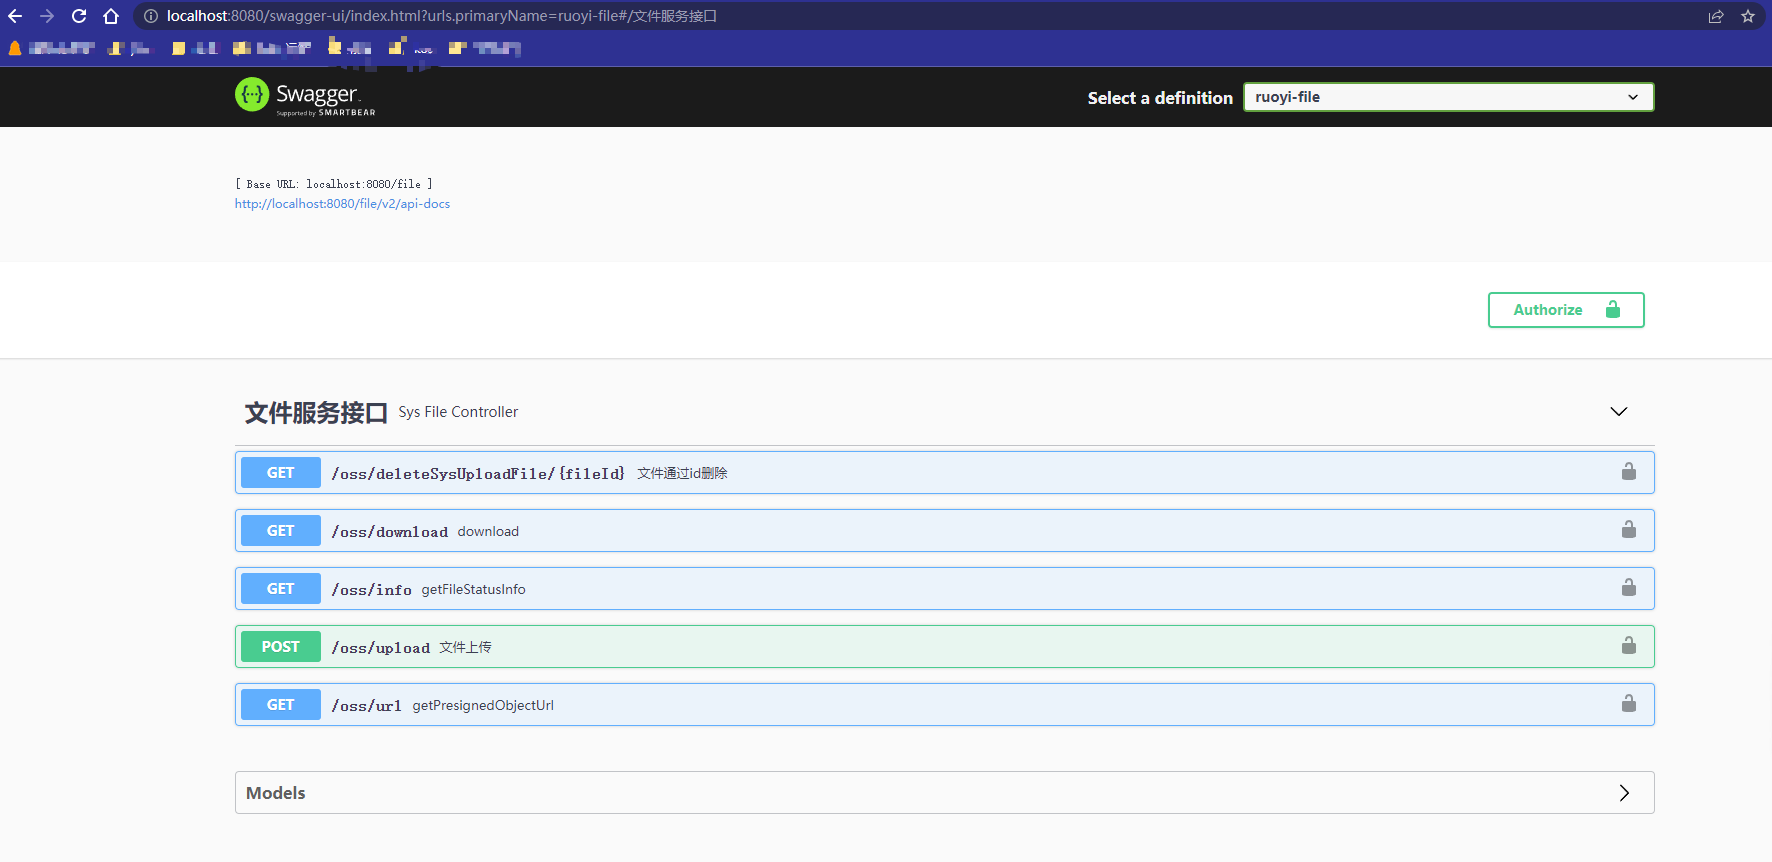 localhost:8080/swagger-ui/index.html?urls.primaryName=ruoyi-file#/文件服务接口
Swagger
Supported by SMARTBEAR
Select a definition
ruoyi-file
[ Base URL: localhost:8080/file ]
http://localhost:8080/file/v2/api-docs
Authorize
文件服务接口 Sys File Controller
GET /oss/deleteSysUploadFile/{fileId} 文件通过id删除
GET /oss/download download
GET /oss/info getFileStatusInfo
POST /oss/upload 文件上传
GET /oss/url getPresignedObjectUrl
Models